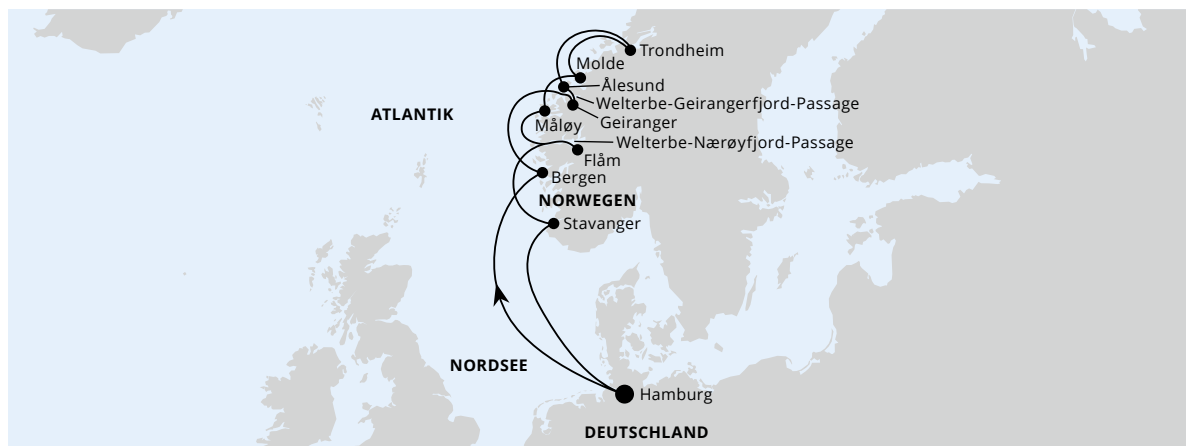 Trondheim
Molde
Ålesund
Welterbe-Geirangerfjord-Passage
ATLANTIK
Geiranger
Måløy
Welterbe-Nærøyfjord-Passage
Flåm
Bergen
NORWEGEN
Stavanger
NORDSEE
Hamburg
DEUTSCHLAND